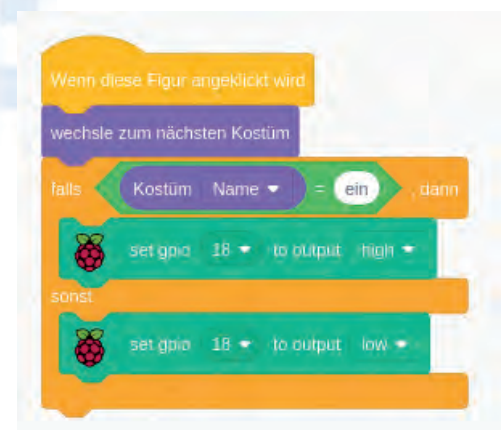 Wenn diese Figur angeklickt wird
wechsle zum nächsten Kostüm
falls Kostüm Name = ein , dann
set gpio 18 to output high
sonst
set gpio 18 to output low